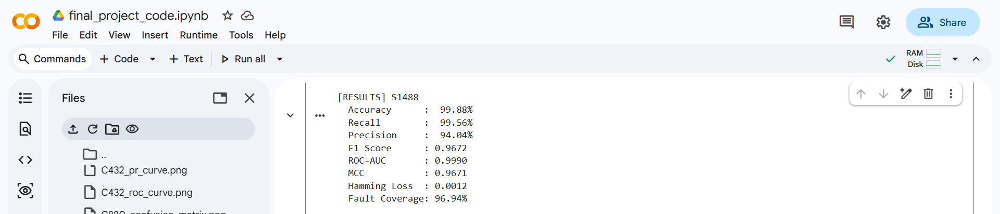 final_project_code.ipynb
File Edit View Insert Runtime Tools Help
Share
Commands + Code + Text Run all
RAM
Disk
Files
..
C432_pr_curve.png
C432_roc_curve.png
C880_confusion_matrix.png
[RESULTS] S1488
Accuracy : 99.88%
Recall : 99.56%
Precision : 94.04%
F1 Score : 0.9672
ROC-AUC : 0.9990
MCC : 0.9671
Hamming Loss : 0.0012
Fault Coverage: 96.94%